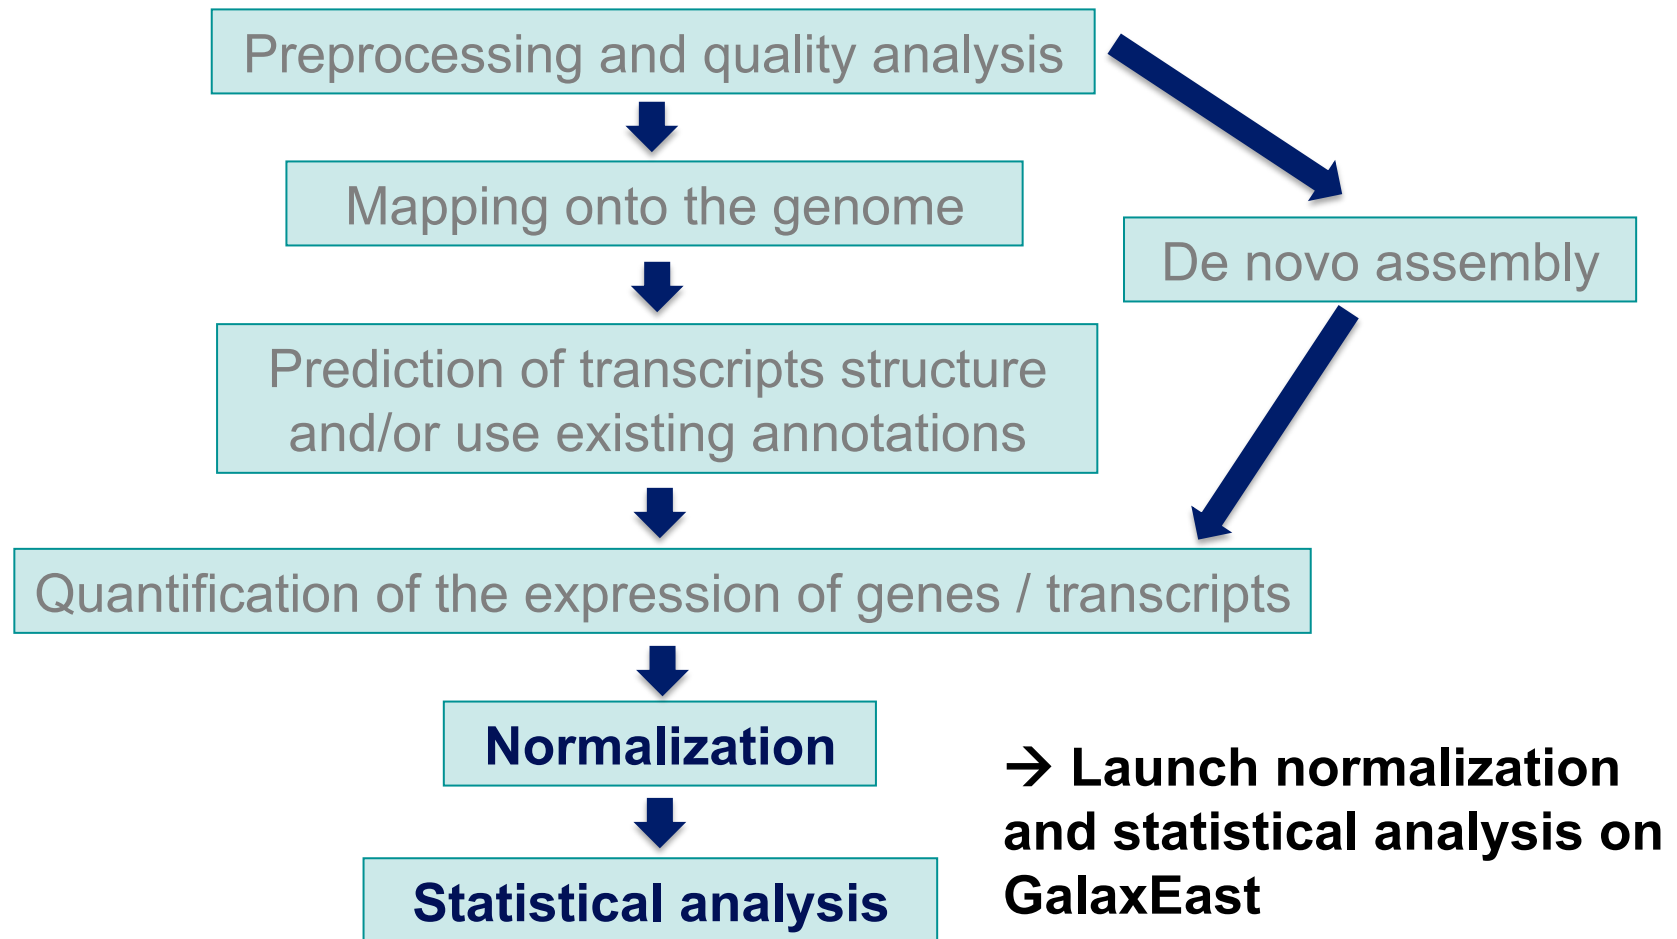 Preprocessing and quality analysis
Mapping onto the genome
De novo assembly
Prediction of transcripts structure
and/or use existing annotations
Quantification of the expression of genes / transcripts
Normalization
→ Launch normalization
and statistical analysis on
GalaxEast
Statistical analysis